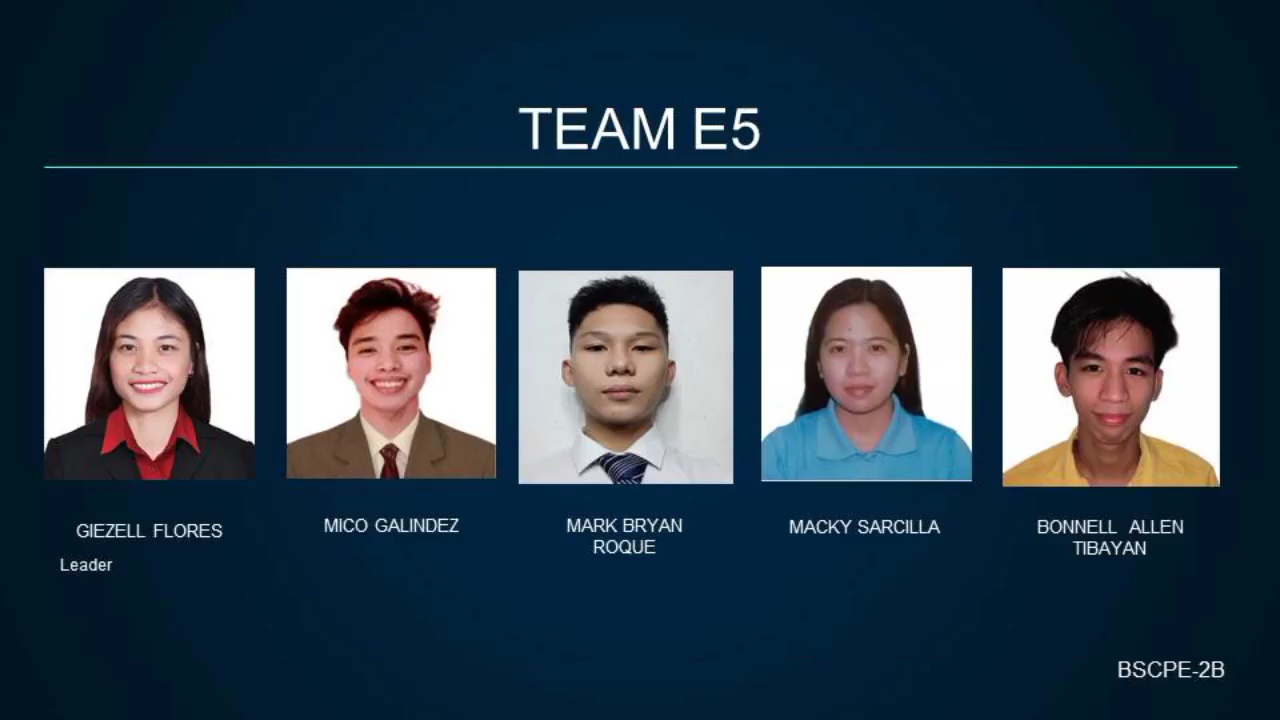 TEAM E5
GIEZELL FLORES
Leader
MICO GALINDEZ
MARK BRYAN
ROQUE
MACKY SARCILLA
BONNELL ALLEN
TIBAYAN
BSCPE-2B